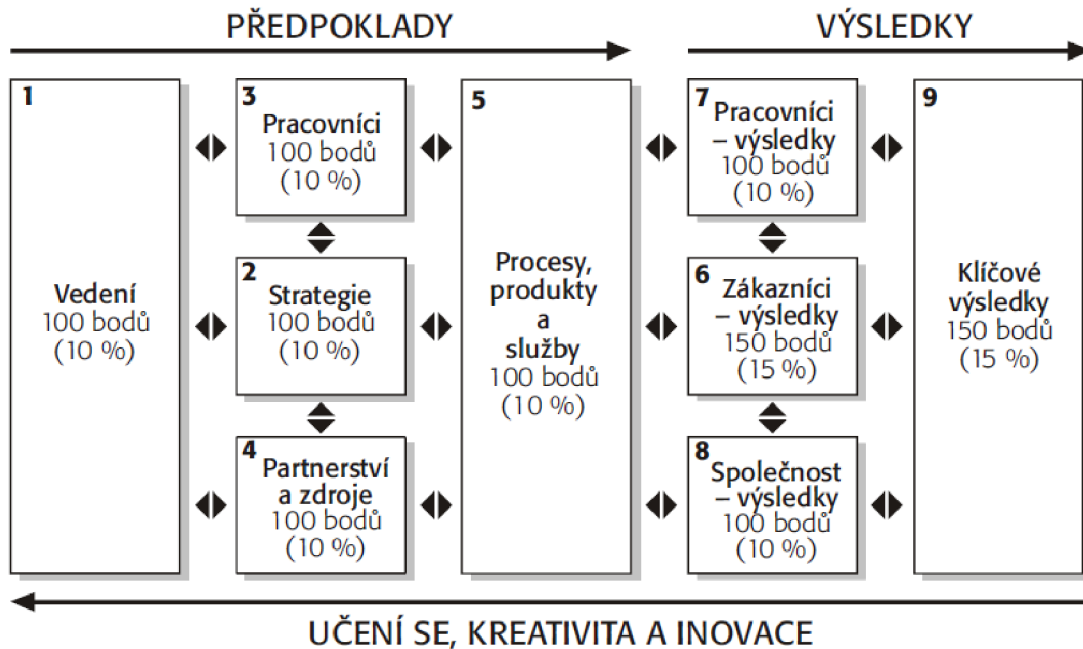 PŘEDPOKLADY
VÝSLEDKY
1
Vedení
100 bodů
(10 %)
3
Pracovníci
100 bodů
(10 %)
2
Strategie
100 bodů
(10 %)
4
Partnerství
a zdroje
100 bodů
(10 %)
5
Procesy,
produkty
a
služby
100 bodů
(10 %)
7
Pracovníci
– výsledky
100 bodů
(10 %)
6
Zákazníci
– výsledky
150 bodů
(15 %)
8
Společnost
– výsledky
100 bodů
(10 %)
9
Klíčové
výsledky
150 bodů
(15 %)
UČENÍ SE, KREATIVITA A INOVACE